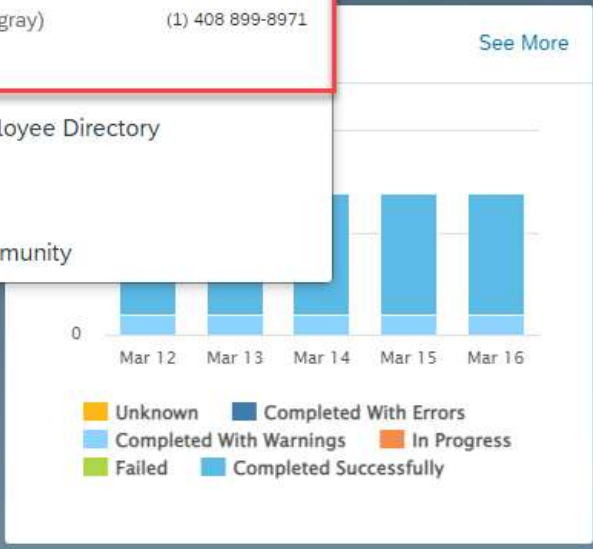 gray) (1) 408 899-8971
See More
loyee Directory
munity
0
Mar 12 Mar 13 Mar 14 Mar 15 Mar 16
Unknown Completed With Errors
Completed With Warnings In Progress
Failed Completed Successfully